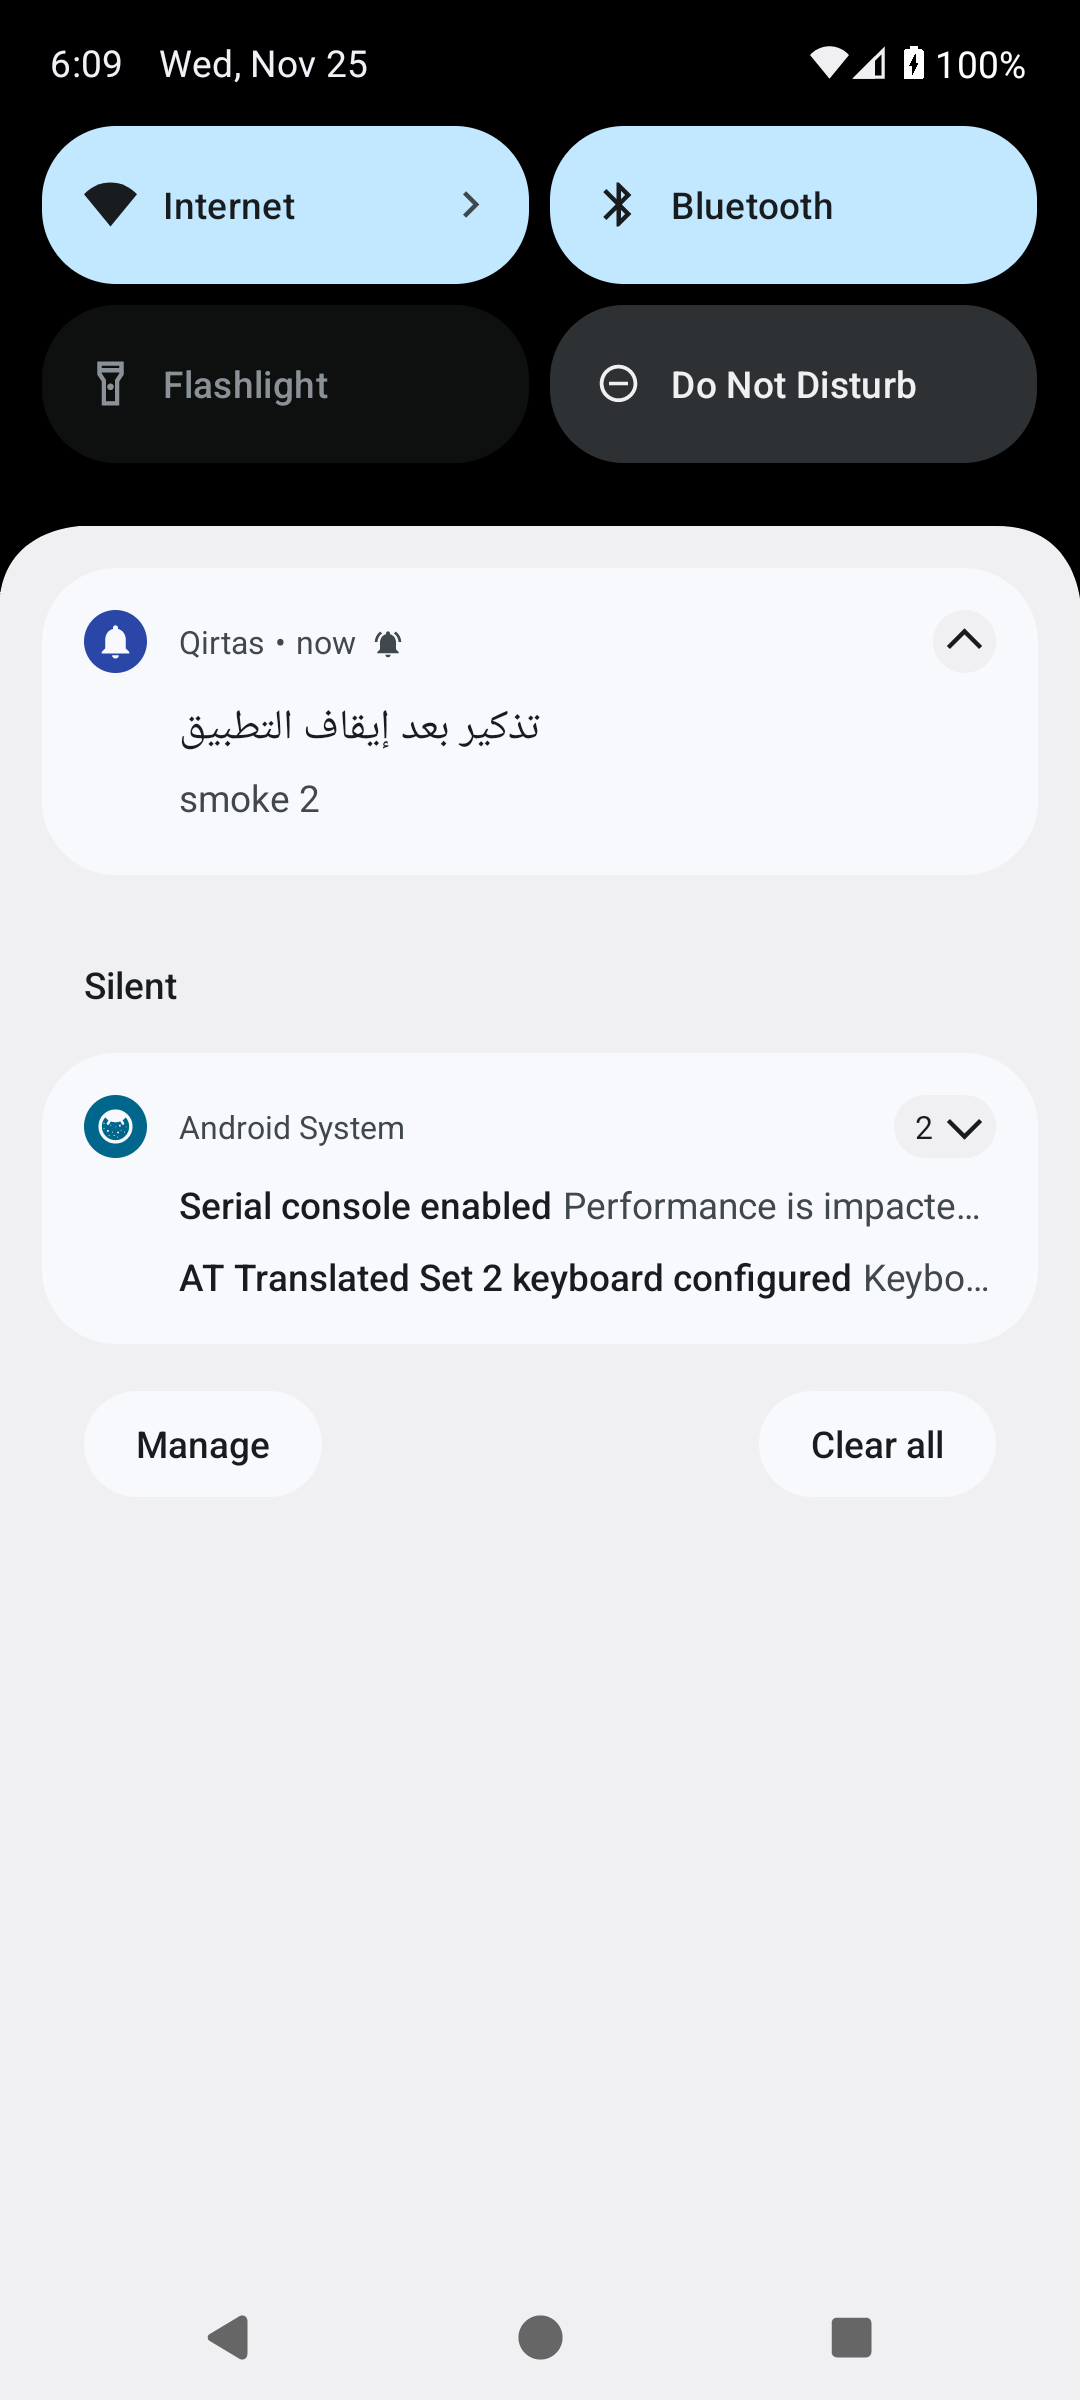 6:09 Wed, Nov 25 100%
Internet Bluetooth
Flashlight Do Not Disturb
Qirtas • now
تذكير بعد إيقاف التطبيق
smoke 2
Silent
Android System 2
Serial console enabled Performance is impacte…
AT Translated Set 2 keyboard configured Keybo…
Manage Clear all